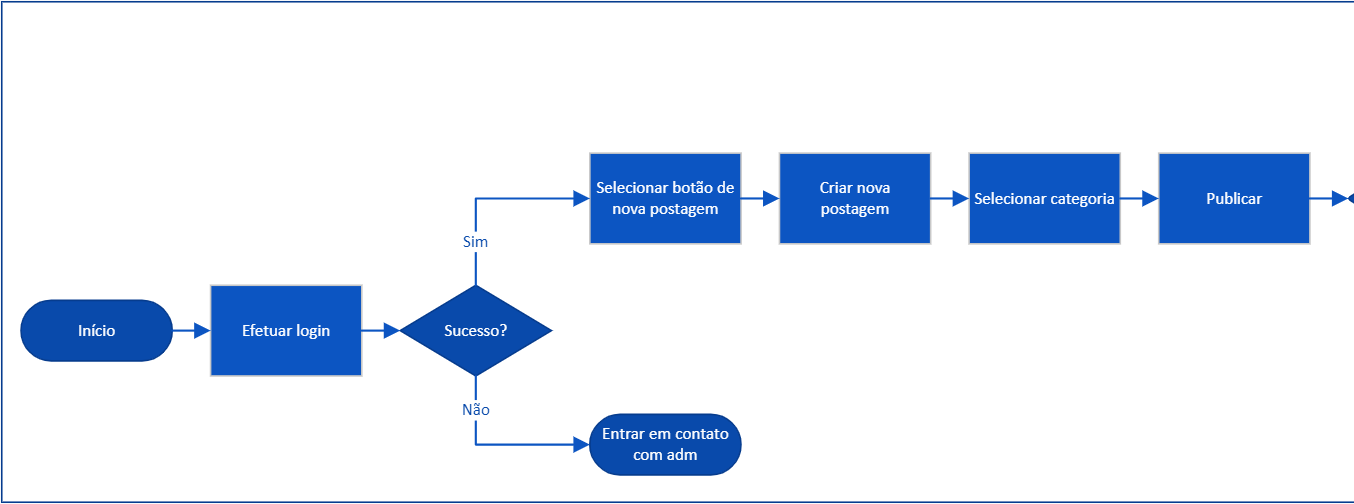 Início
Efetuar login
Sucesso?
Sim
Selecionar botão de
nova postagem
Criar nova
postagem
Selecionar categoria
Publicar
Não
Entrar em contato
com adm